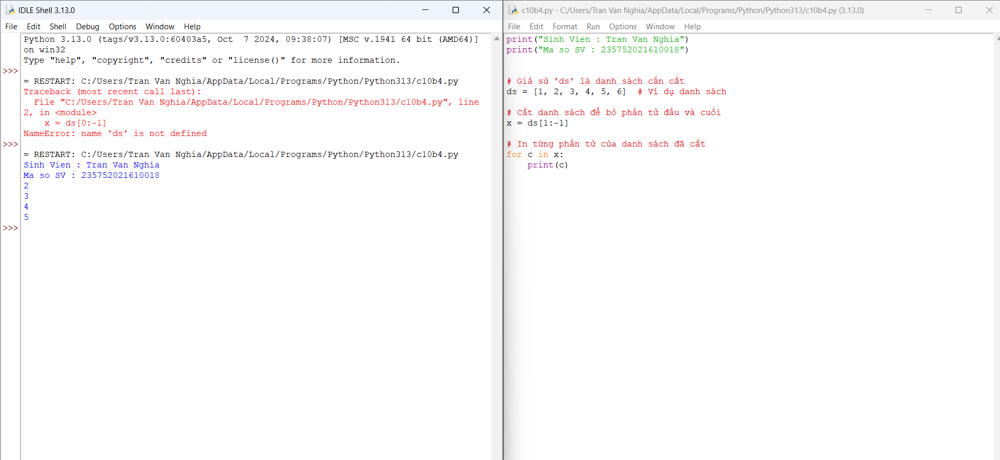 IDLE Shell 3.13.0
File Edit Shell Debug Options Window Help
Python 3.13.0 (tags/v3.13.0:60403a5, Oct  7 2024, 09:38:07) [MSC v.1941 64 bit (AMD64)]
on win32
Type "help", "copyright", "credits" or "license()" for more information.
>>>
= RESTART: C:/Users/Tran Van Nghia/AppData/Local/Programs/Python/Python313/c10b4.py
Traceback (most recent call last):
  File "C:/Users/Tran Van Nghia/AppData/Local/Programs/Python/Python313/c10b4.py", line
2, in <module>
    x = ds[0:-1]
NameError: name 'ds' is not defined
>>>
= RESTART: C:/Users/Tran Van Nghia/AppData/Local/Programs/Python/Python313/c10b4.py
Sinh Vien : Tran Van Nghia
Ma so SV : 235752021610018
2
3
4
5
>>>
c10b4.py - C:/Users/Tran Van Nghia/AppData/Local/Programs/Python/Python313/c10b4.py (3.13.0)
File Edit Format Run Options Window Help
print("Sinh Vien : Tran Van Nghia")
print("Ma so SV : 235752021610018")
# Giả sử 'ds' là danh sách cần cắt
ds = [1, 2, 3, 4, 5, 6]  # Ví dụ danh sách
# Cắt danh sách để bỏ phần tử đầu và cuối
x = ds[1:-1]
# In từng phần tử của danh sách đã cắt
for c in x:
    print(c)